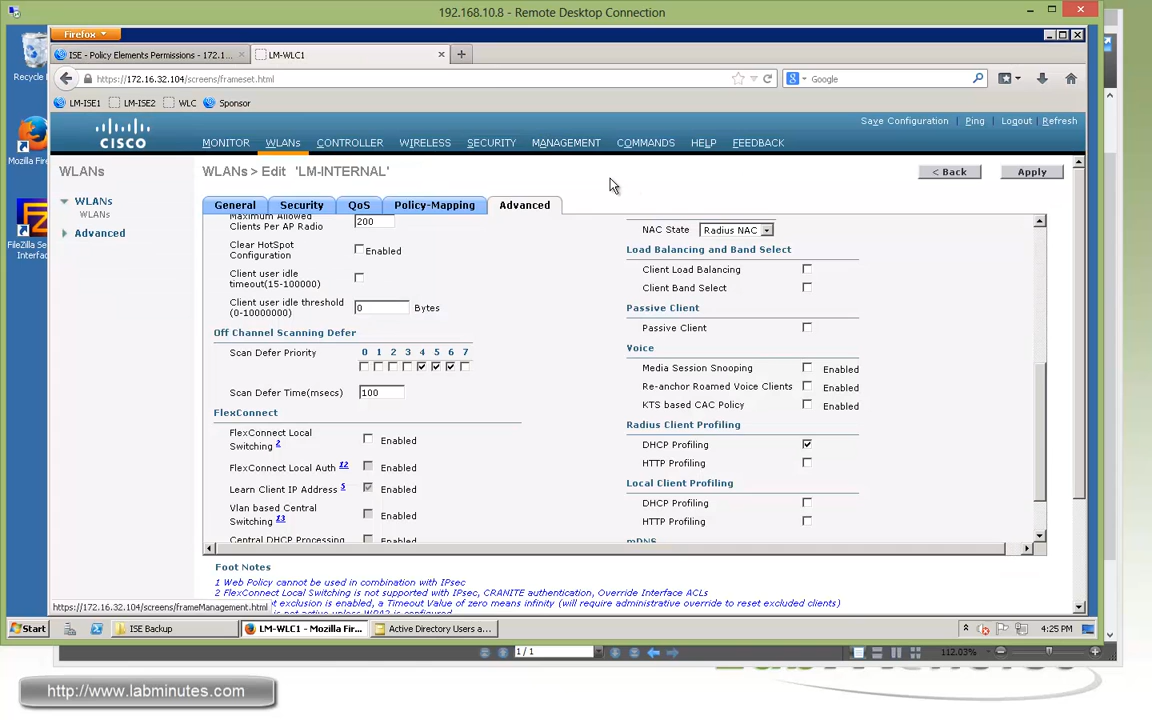 192.168.10.8 - Remote Desktop Connection
Firefox
ISE - Policy Elements Permissions - 172.1...
LM-WLC1
https://172.16.32.104/screens/frameset.html
Google
LM-ISE1
LM-ISE2
WLC
Sponsor
Recycle
Mozilla Fire
FileZilla Se
Interfac
Save Configuration
Ping
Logout
Refresh
CISCO
MONITOR
WLANs
CONTROLLER
WIRELESS
SECURITY
MANAGEMENT
COMMANDS
HELP
FEEDBACK
WLANs
WLANs
WLANs
Advanced
WLANs > Edit 'LM-INTERNAL'
< Back
Apply
General
Security
QoS
Policy-Mapping
Advanced
Maximum Allowed
Clients Per AP Radio
200
Clear HotSpot
Configuration
Enabled
Client user idle
timeout(15-100000)
Client user idle threshold
(0-10000000)
0
Bytes
Off Channel Scanning Defer
Scan Defer Priority
0 1 2 3 4 5 6 7
Scan Defer Time(msecs)
100
FlexConnect
FlexConnect Local
Switching 2
Enabled
FlexConnect Local Auth 12
Enabled
Learn Client IP Address 5
Enabled
Vlan based Central
Switching 13
Enabled
Central DHCP Processing
Enabled
NAC State
Radius NAC
Load Balancing and Band Select
Client Load Balancing
Client Band Select
Passive Client
Passive Client
Voice
Media Session Snooping
Enabled
Re-anchor Roamed Voice Clients
Enabled
KTS based CAC Policy
Enabled
Radius Client Profiling
DHCP Profiling
HTTP Profiling
Local Client Profiling
DHCP Profiling
HTTP Profiling
mDNS
Foot Notes
1 Web Policy cannot be used in combination with IPsec
2 FlexConnect Local Switching is not supported with IPsec, CRANITE authentication, Override Interface ACLs
https://172.16.32.104/screens/frameManagement.html
t exclusion is enabled, a Timeout Value of zero means infinity (will require administrative override to reset excluded clients)
Start
ISE Backup
LM-WLC1 - Mozilla Fir...
Active Directory Users a...
4:25 PM
1 / 1
112.03%
http://www.labminutes.com